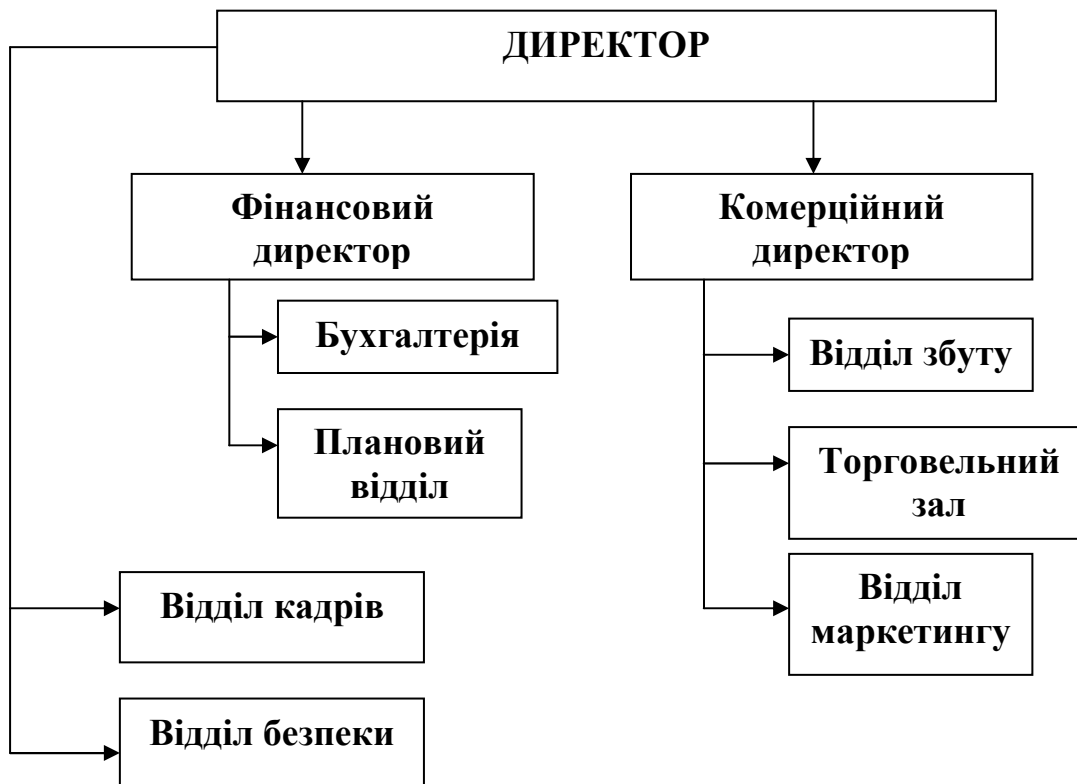 ДИРЕКТОР
Фінансовий
директор
Комерційний
директор
Бухгалтерія
Відділ збуту
Плановий
відділ
Торговельний
зал
Відділ кадрів
Відділ
маркетингу
Відділ безпеки